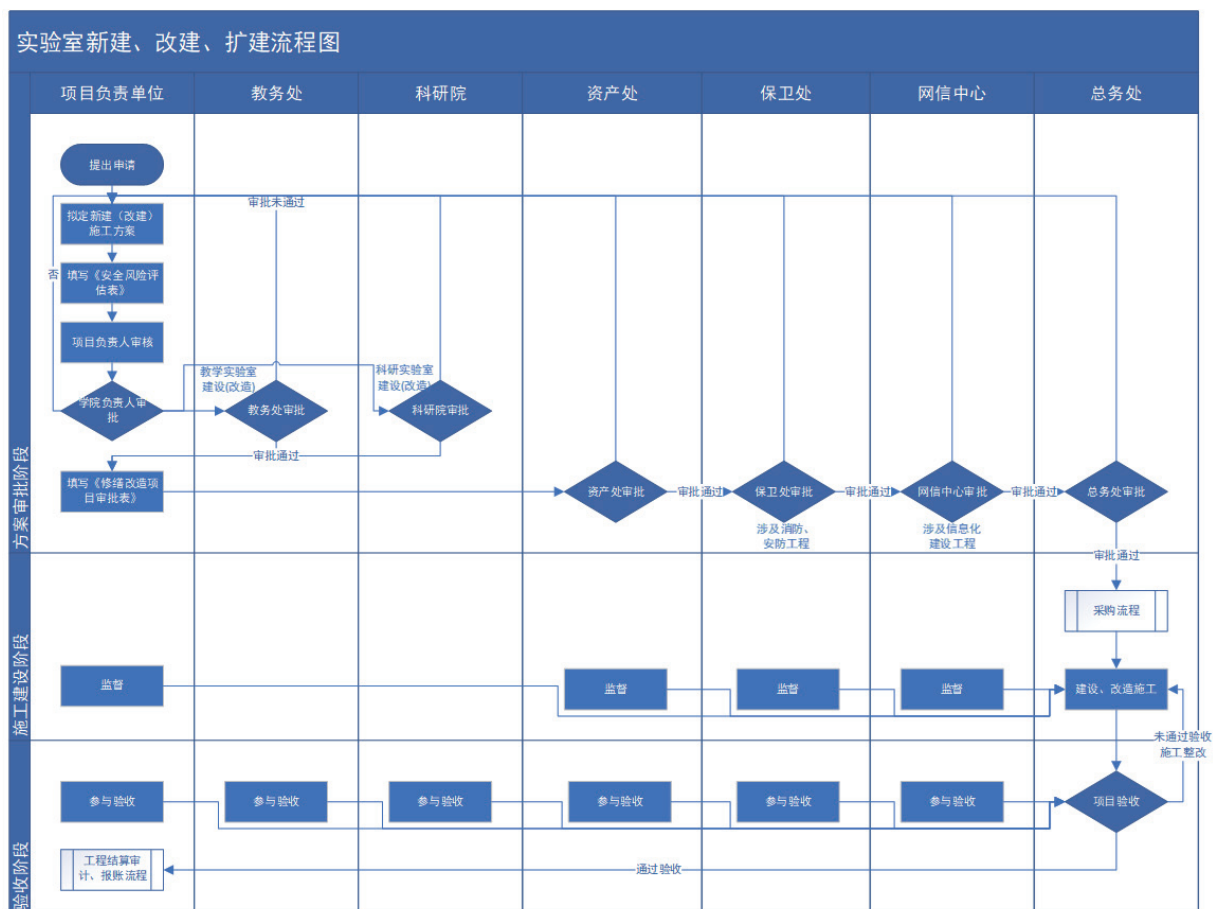 实验室新建、改建、扩建流程图
项目负责单位
教务处
科研院
资产处
保卫处
网信中心
总务处
方案审批阶段
提出申请
审批未通过
拟定新建（改建）
施工方案
否
填写《安全风险评
估表》
项目负责人审核
教学实验室
建设(改造)
科研实验室
建设(改造)
学院负责人审
批
教务处审批
科研院审批
审批通过
填写《修缮改造项
目审批表》
资产处审批
审批通过
保卫处审批
审批通过
网信中心审批
审批通过
总务处审批
涉及消防、
安防工程
涉及信息化
建设工程
审批通过
采购流程
施工建设阶段
监督
监督
监督
监督
建设、改造施工
未通过验收
施工整改
验收阶段
参与验收
参与验收
参与验收
参与验收
参与验收
参与验收
项目验收
工程结算审
计、报账流程
通过验收